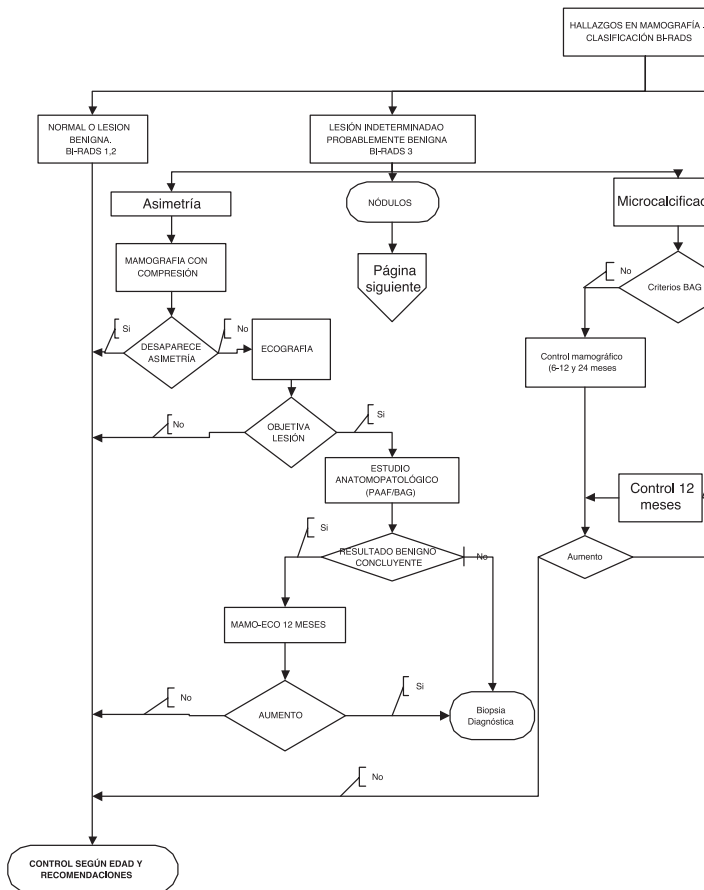 HALLAZGOS EN MAMOGRAFÍA .
CLASIFICACIÓN BI-RADS
NORMAL O LESION
BENIGNA.
BI-RADS 1,2
LESIÓN INDETERMINADAO
PROBABLEMENTE BENIGNA
BI-RADS 3
Asimetría
NÓDULOS
Microcalificac
MAMOGRAFIA CON
COMPRESIÓN
Página
siguiente
No
Criterios BAG
Si
No
DESAPARECE
ASIMETRÍA
ECOGRAFIA
Control mamográfico
(6-12 y 24 meses
No
OBJETIVA
LESIÓN
Si
ESTUDIO
ANATOMOPATOLÓGICO
(PAAF/BAG)
Control 12
meses
Si
RESULTADO BENIGNO
CONCLUYENTE
No
Aumento
MAMO-ECO 12 MESES
No
AUMENTO
Si
Biopsia
Diagnóstica
No
CONTROL SEGÚN EDAD Y
RECOMENDACIONES